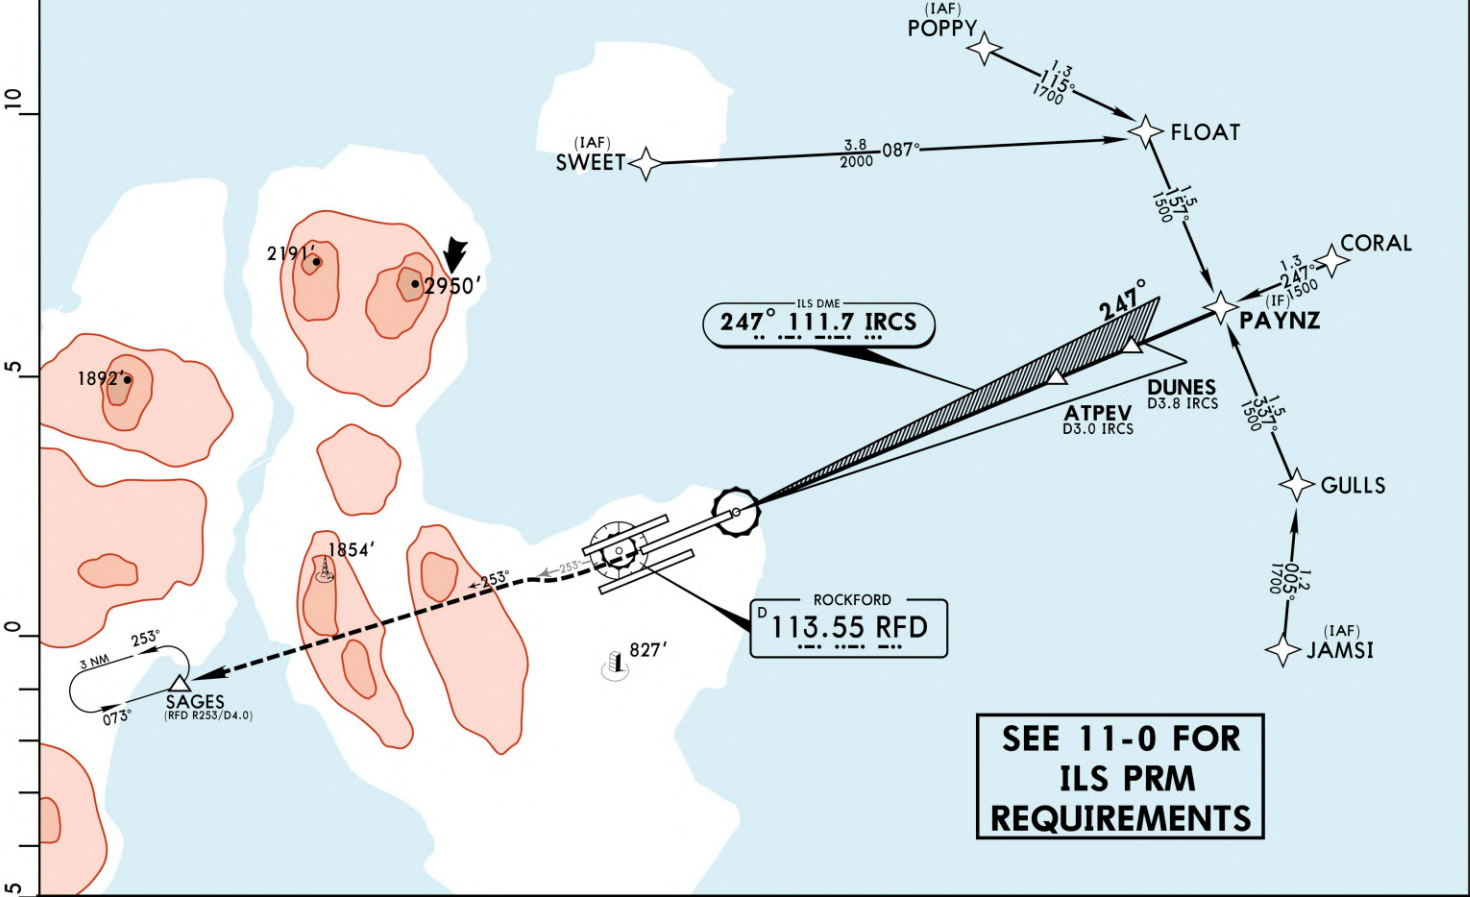 (IAF)
POPPY
1.3
115°
1700
10
(IAF)
SWEET
3.8
087°
2000
FLOAT
1.5
157°
1500
CORAL
1.3
247°
1500
(IF)
PAYNZ
2191'
2950'
247°
ILS DME
247° 111.7 IRCS
5
1892'
DUNES
D3.8 IRCS
ATPEV
D3.0 IRCS
1.5
337°
1500
GULLS
1854'
253°
253°
1.2
005°
1700
ROCKFORD
D
113.55 RFD
0
253°
3 NM
827'
(IAF)
JAMSI
SAGES
(RFD R253/D4.0)
073°
SEE 11-0 FOR
ILS PRM
REQUIREMENTS
5